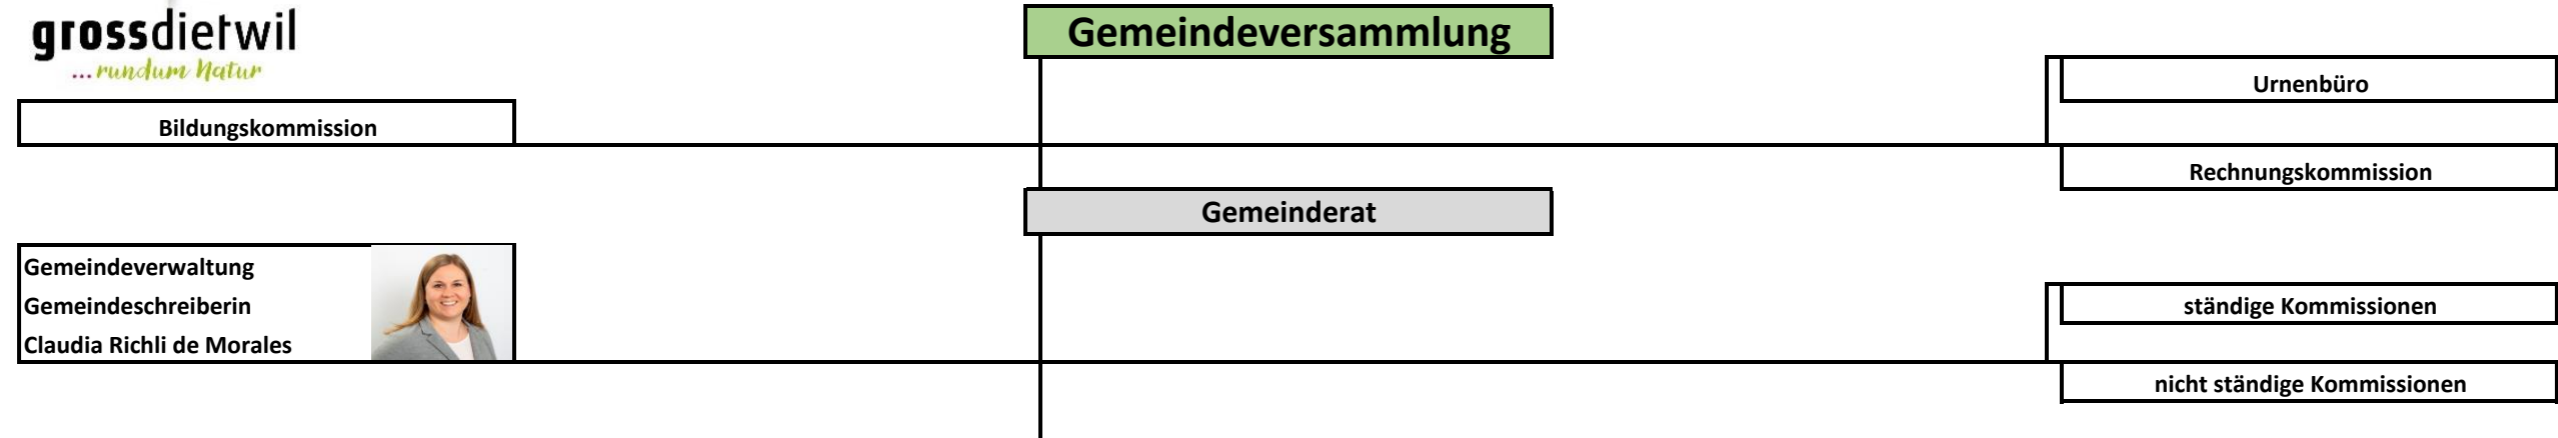 grossdietwil
...rundum Natur
Gemeindeversammlung
Urnenbüro
Bildungskommission
Rechnungskommission
Gemeinderat
Gemeindeverwaltung
Gemeindeschreiberin
Claudia Richli de Morales
ständige Kommissionen
nicht ständige Kommissionen